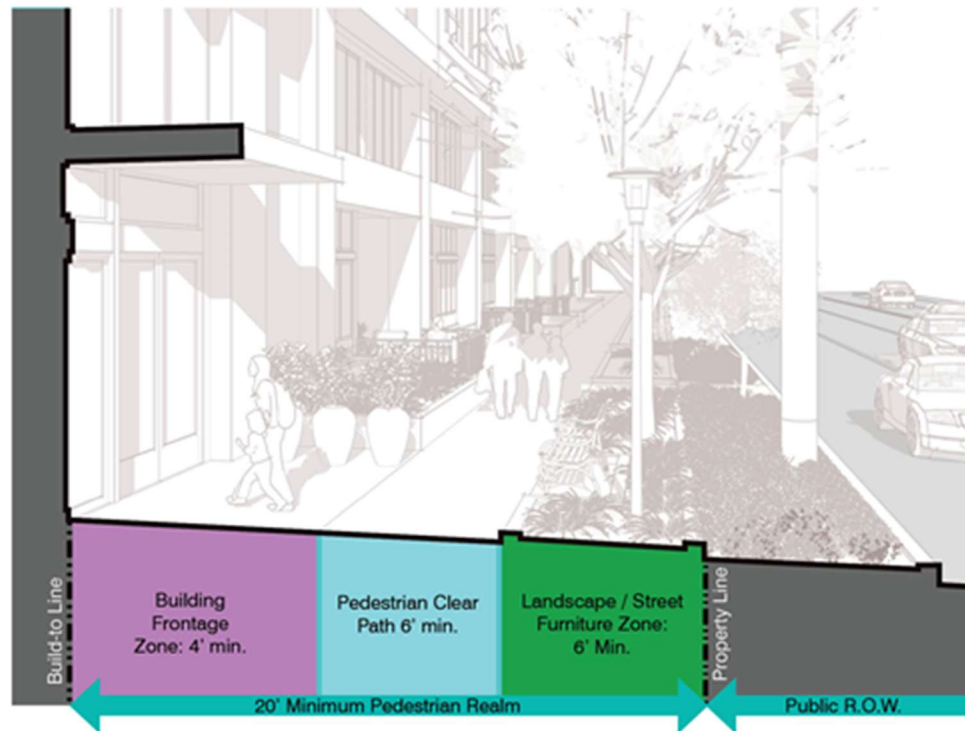 Build-to Line
Building
Frontage
Zone: 4' min.
Pedestrian Clear
Path 6' min.
Landscape / Street
Furniture Zone:
6' Min.
Property Line
20' Minimum Pedestrian Realm
Public R.O.W.